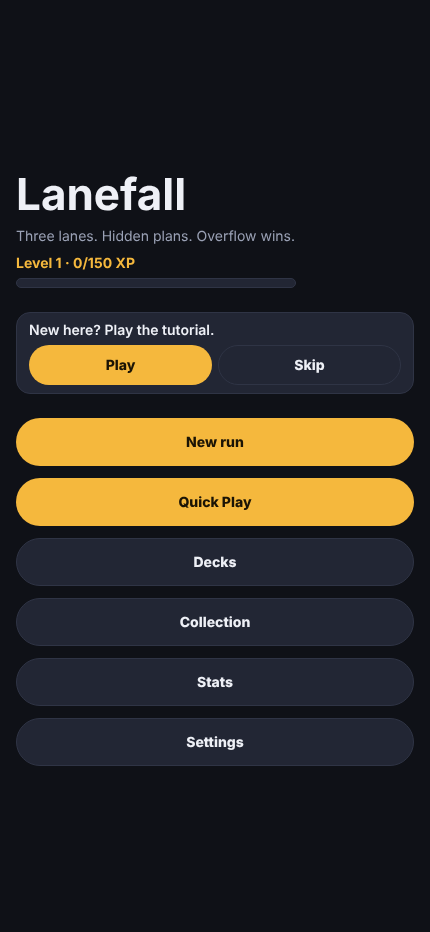 Lanefall
Three lanes. Hidden plans. Overflow wins.
Level 1 · 0/150 XP
New here? Play the tutorial.
Play
Skip
New run
Quick Play
Decks
Collection
Stats
Settings